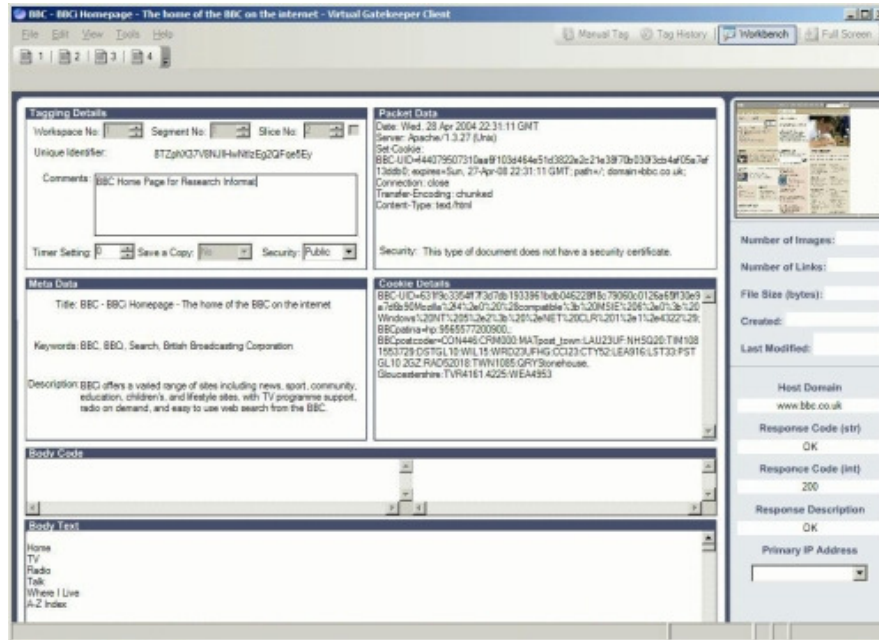 BBC - BBCi Homepage - The home of the BBC on the internet - Virtual Gatekeeper Client
File Edit View Tools Help
Manual Tag Tag History Workbench Full Screen
1 2 3 4
Tagging Details
Workspace No: Segment No: Slice No:
Unique Identifier:
Comments: BBC Home Page for Research Informat
Timer Setting: 0 Save a Copy: No Security: Public
Meta Data
Title: BBC - BBCi Homepage - The home of the BBC on the internet
Keywords: BBC, BBCi, Search, British Broadcasting Corporation
Description: BBCi offers a varied range of sites including news, sport, community,
education, children's, and lifestyle sites, with TV programme support,
radio on demand, and easy to use web search from the BBC.
Packet Data
Date: Wed, 28 Apr 2004 22:31:11 GMT
Server: Apache/1.3.27 (Unix)
Set-Cookie:
expires=Sun, 27-Apr-08 22:31:11 GMT; path=/; domain=bbc.co.uk;
Connection: close
Transfer-Encoding: chunked
Content-Type: text/html
Security: This type of document does not have a security certificate.
Cookie Details
Body Code
Body Text
Home
TV
Radio
Talk
Where I Live
A-Z Index
Number of Images:
Number of Links:
File Size (bytes):
Created:
Last Modified:
Host Domain
www.bbc.co.uk
Response Code (str)
OK
Responce Code (int)
200
Response Description
OK
Primary IP Address